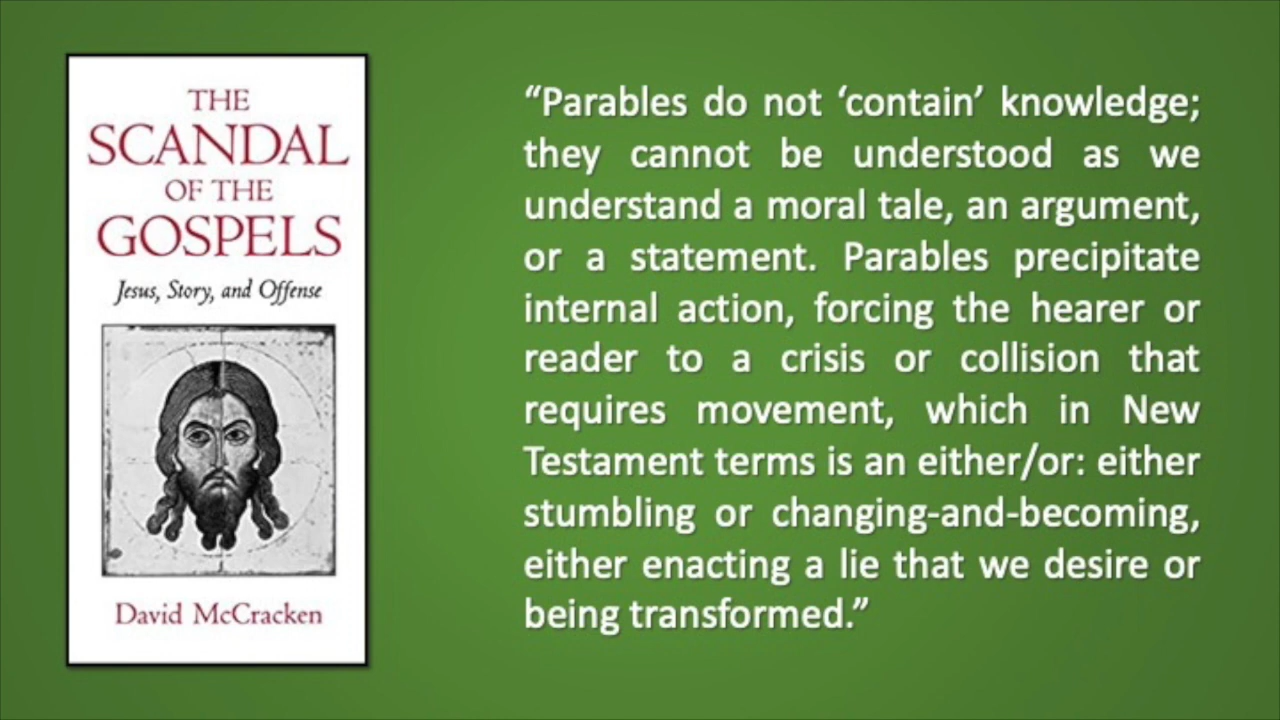 THE
SCANDAL
OF THE
GOSPELS
Jesus, Story, and Offense
David McCracken
“Parables do not ‘contain’ knowledge;
they cannot be understood as we
understand a moral tale, an argument,
or a statement. Parables precipitate
internal action, forcing the hearer or
reader to a crisis or collision that
requires movement, which in New
Testament terms is an either/or: either
stumbling or changing-and-becoming,
either enacting a lie that we desire or
being transformed.”